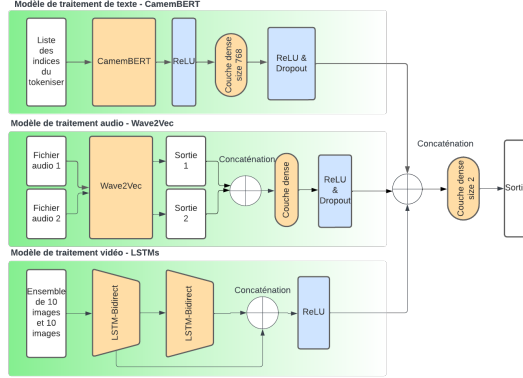 Modèle de traitement de texte - CamemBERT
Liste
des
indices
du
tokeniser
CamemBERT
ReLU
Couche dense
size 768
ReLU &
Dropout
Modèle de traitement audio - Wave2Vec
Fichier
audio 1
Fichier
audio 2
Wave2Vec
Sortie
1
Sortie
2
Concaténation
Couche dense
ReLU
&
Dropout
Concaténation
Couche dense
size 2
Sortie
Modèle de traitement vidéo - LSTMs
Ensemble
de 10
images
et 10
images
LSTM-Bidirect
LSTM-Bidirect
Concaténation
ReLU